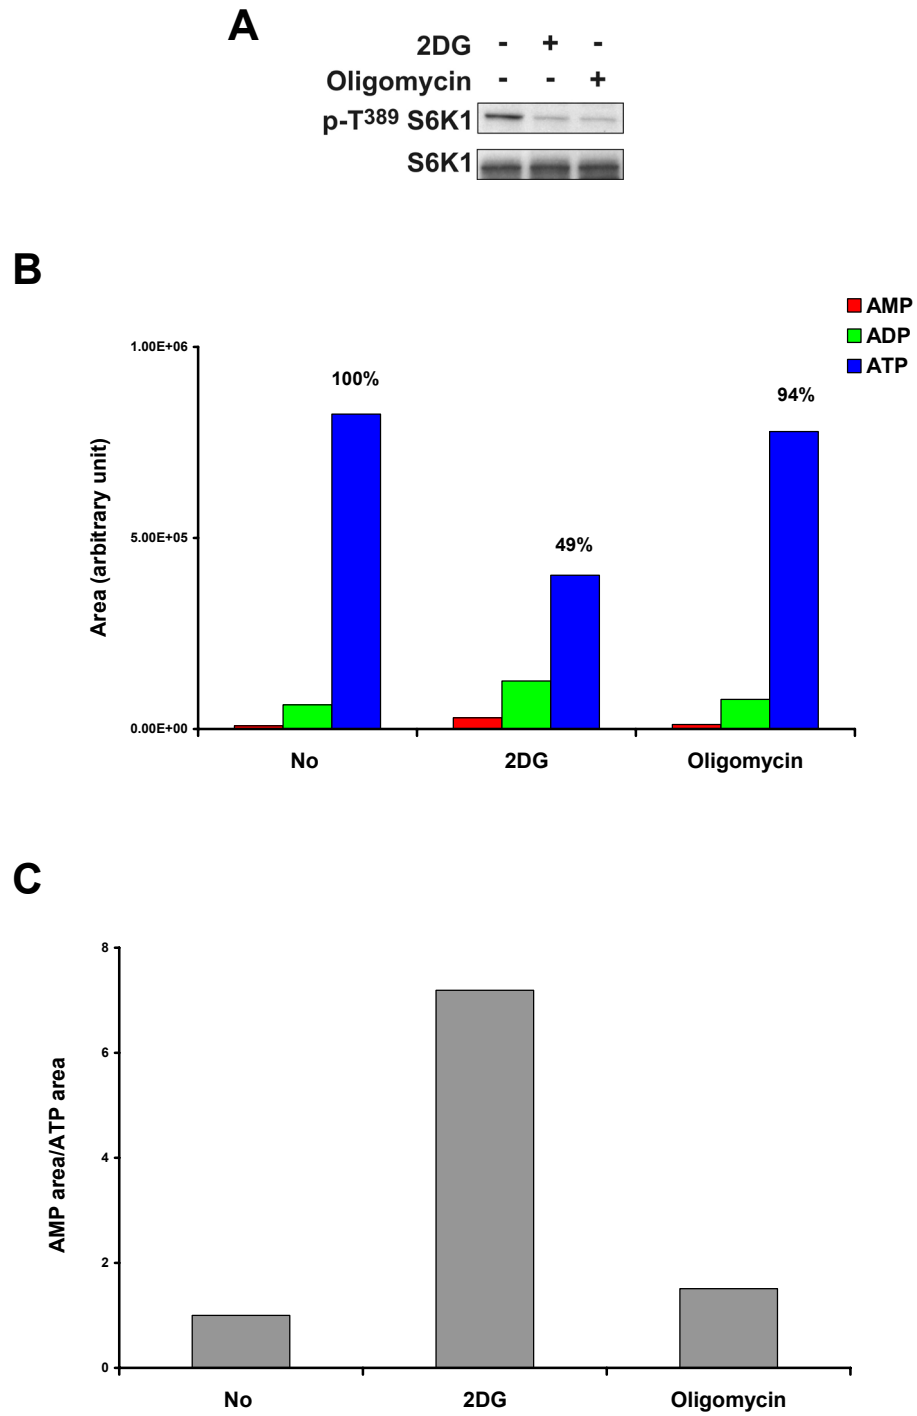 A
2DG - + -
Oligomycin - - +
p-T389 S6K1
S6K1
B
AMP
ADP
ATP
1.00E+06
5.00E+05
0.00E+00
Area (arbitrary unit)
100%
49%
94%
No 2DG Oligomycin
C
8
6
4
2
0
AMP area/ATP area
No 2DG Oligomycin